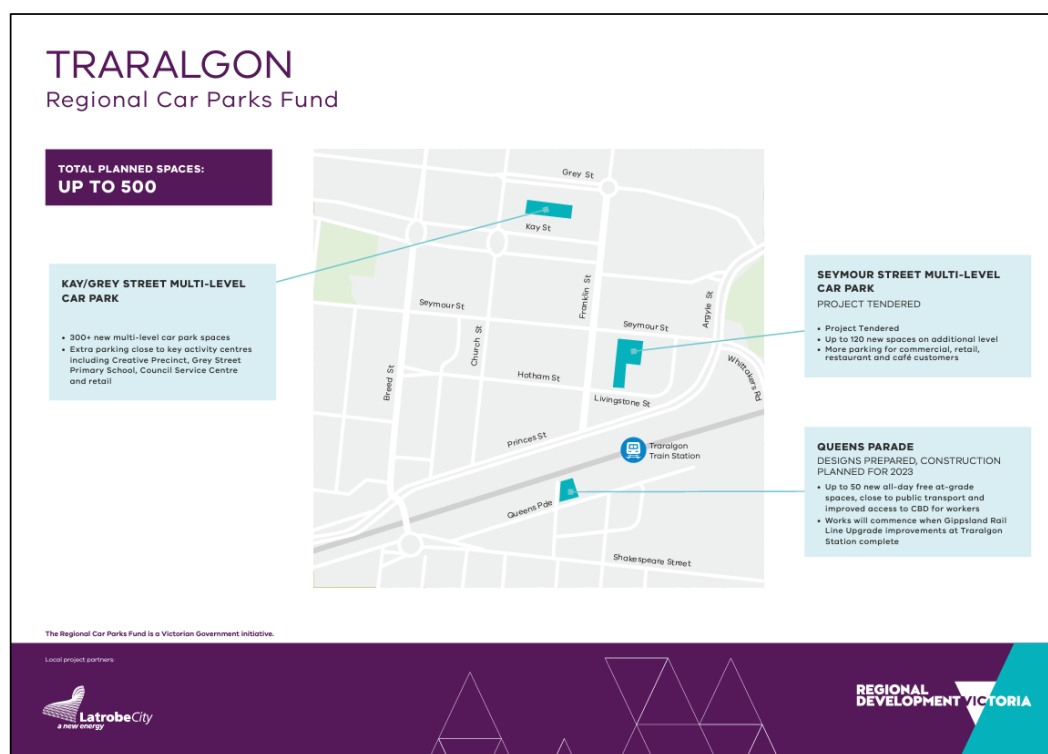 TRARALGON
Regional Car Parks Fund
TOTAL PLANNED SPACES:
UP TO 500
KAY/GREY STREET MULTI-LEVEL
CAR PARK
• 300+ new multi-level car park spaces
• Extra parking close to key activity centres
including Creative Precinct, Grey Street
Primary School, Council Service Centre
and retail
Grey St
Kay St
Franklin St
Argyle St
Seymour St
Seymour St
Church St
Breed St
Hotham St
Whittakers Rd
Livingstone St
Princes St
Traralgon
Train Station
Queens Pde
Shakespeare Street
SEYMOUR STREET MULTI-LEVEL
CAR PARK
PROJECT TENDERED
• Project Tendered
• Up to 120 new spaces on additional level
• More parking for commercial, retail,
restaurant and café customers
QUEENS PARADE
DESIGNS PREPARED, CONSTRUCTION
PLANNED FOR 2023
• Up to 50 new all-day free at-grade
spaces, close to public transport and
improved access to CBD for workers
• Works will commence when Gippsland Rail
Line Upgrade improvements at Traralgon
Station complete
The Regional Car Parks Fund is a Victorian Government initiative.
Local project partners:
LatrobeCity
a new energy
REGIONAL
DEVELOPMENT VICTORIA